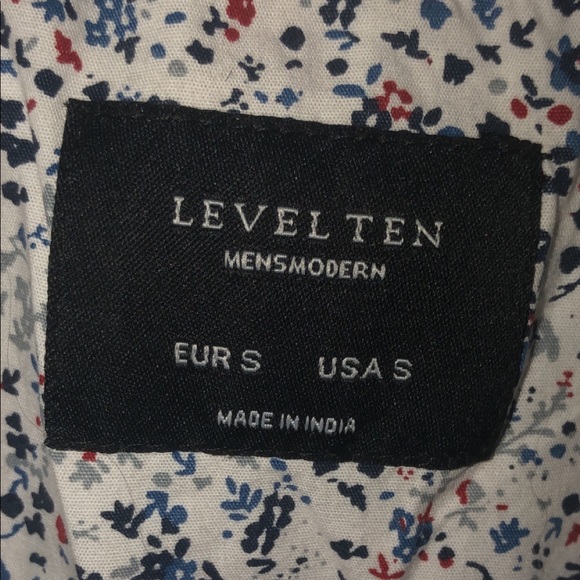 LEVEL TEN
MENSMODERN
EUR S USA S
MADE IN INDIA